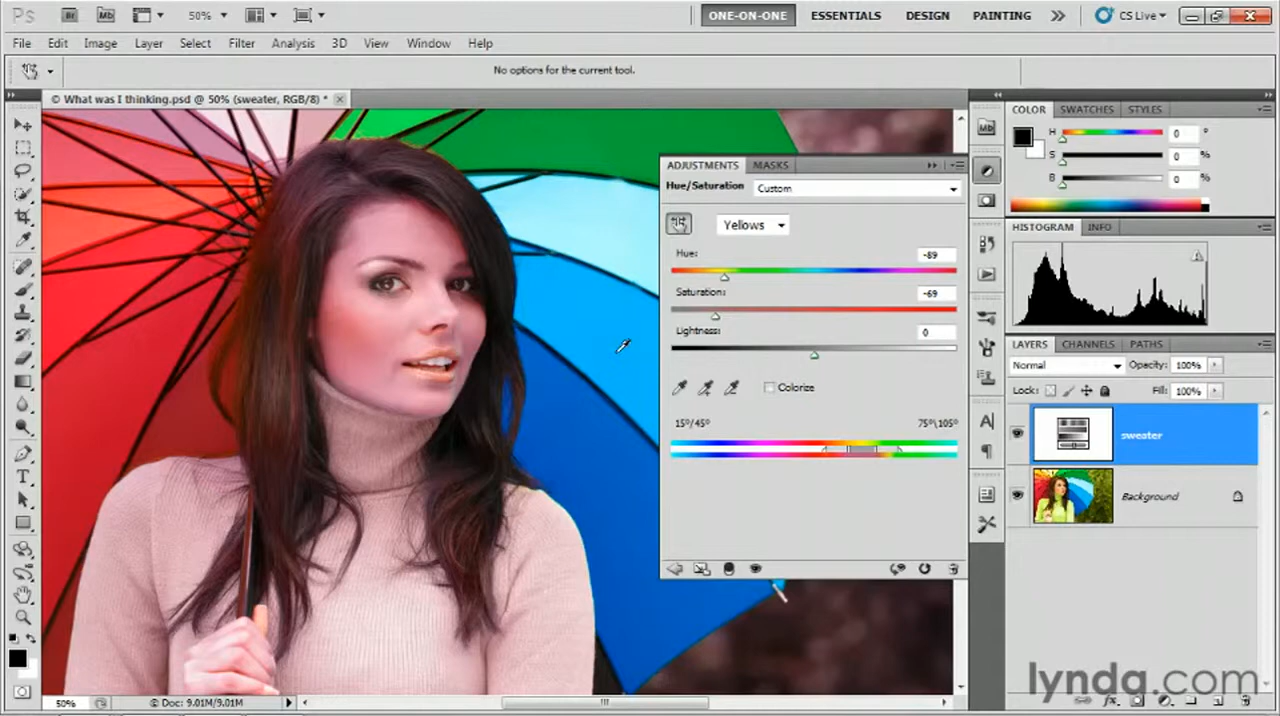 Ps Br Mb 50% ONE-ON-ONE ESSENTIALS DESIGN PAINTING CS Live
File Edit Image Layer Select Filter Analysis 3D View Window Help
No options for the current tool.
© What was I thinking.psd @ 50% (sweater, RGB/8) *
COLOR SWATCHES STYLES
Mb
H 0 °
S 0 %
B 0 %
ADJUSTMENTS MASKS
Hue/Saturation Custom
Yellows
Hue: -89
Saturation: -69
Lightness: 0
Colorize
15°/45° 75°\105°
HISTOGRAM INFO
LAYERS CHANNELS PATHS
Normal Opacity: 100%
Lock: Fill: 100%
sweater
Background
50% Doc: 9.01M/9.01M
lynda.com